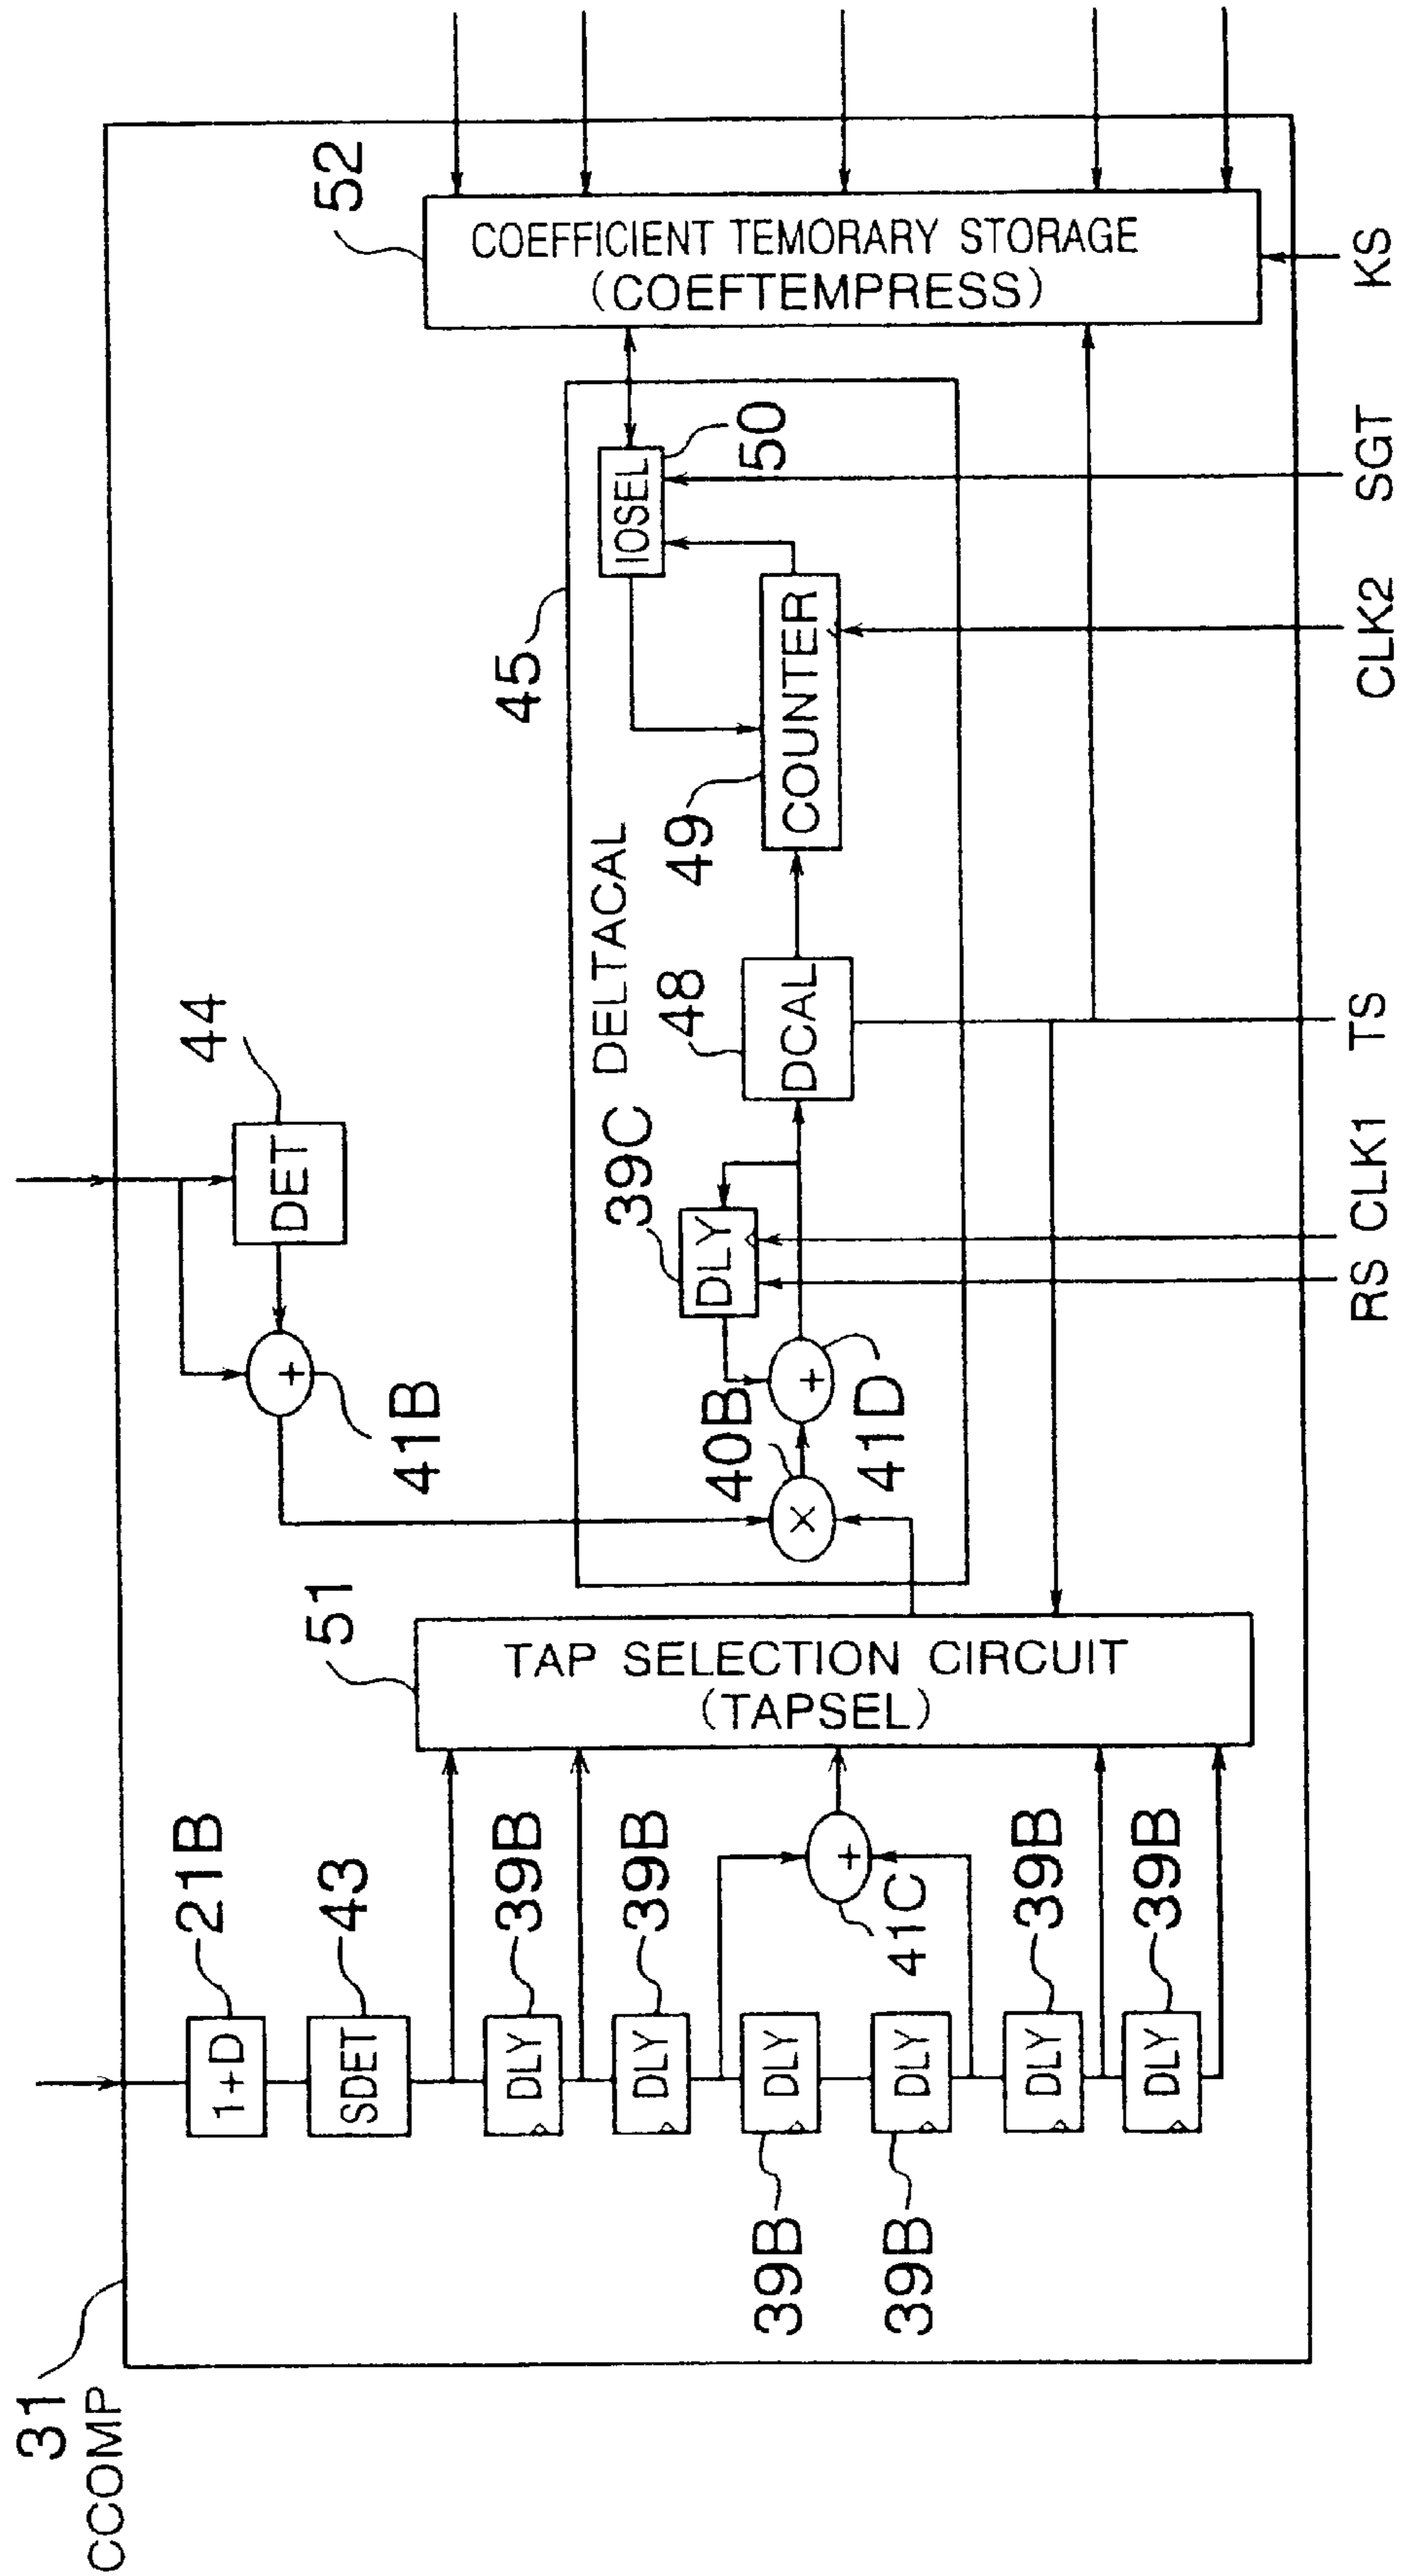 31
CCOMP
21B
1+D
43
SDET
39B
DLY
39B
DLY
39B
DLY
39B
DLY
39B
DLY
39B
DLY
41C
+
51
TAP SELECTION CIRCUIT
(TAPSEL)
44
DET
41B
+
45
DELTACAL
40B
×
41D
+
39C
DLY
48
DCAL
49
COUNTER
50
IOSEL
52
COEFFICIENT TEMORARY STORAGE
(COEFTEMPRESS)
RS
CLK1
TS
CLK2
SGT
KS